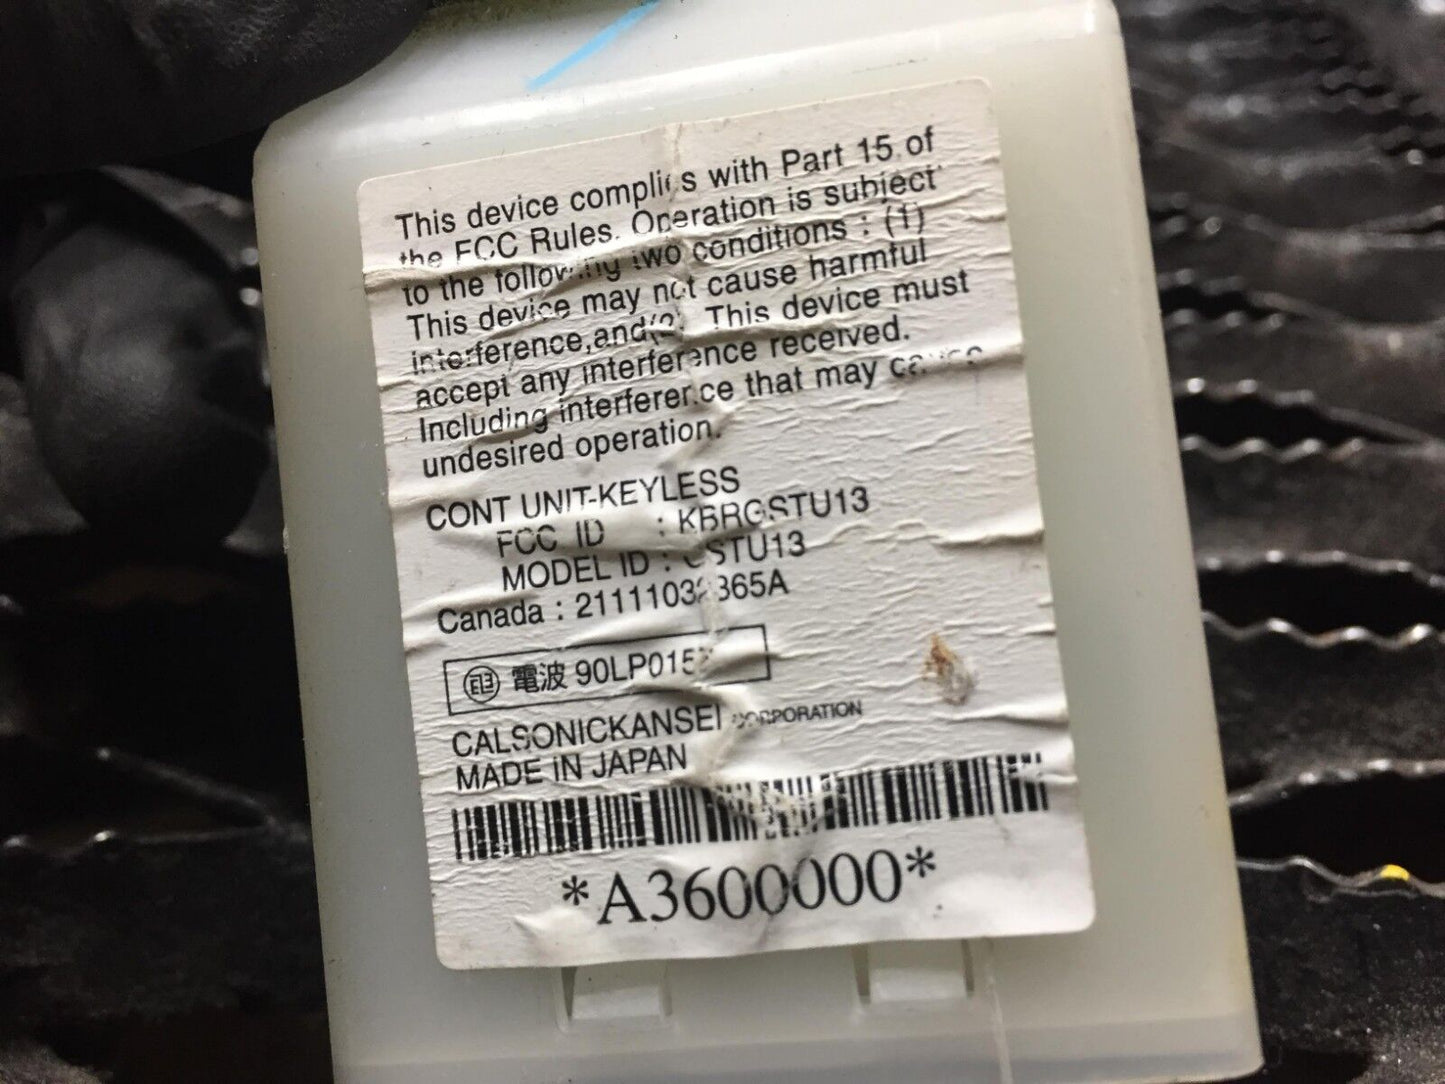 This device complies with Part 15 of
the FCC Rules. Operation is subject
to the following two conditions : (1)
This device may not cause harmful
interference,and(2) This device must
accept any interference received.
Including interference that may cause
undesired operation.
CONT UNIT-KEYLESS
FCC ID : KBRGSTU13
MODEL ID : GSTU13
Canada :
電波
CALSONICKANSEI CORPORATION
MADE IN JAPAN
*A3600000*